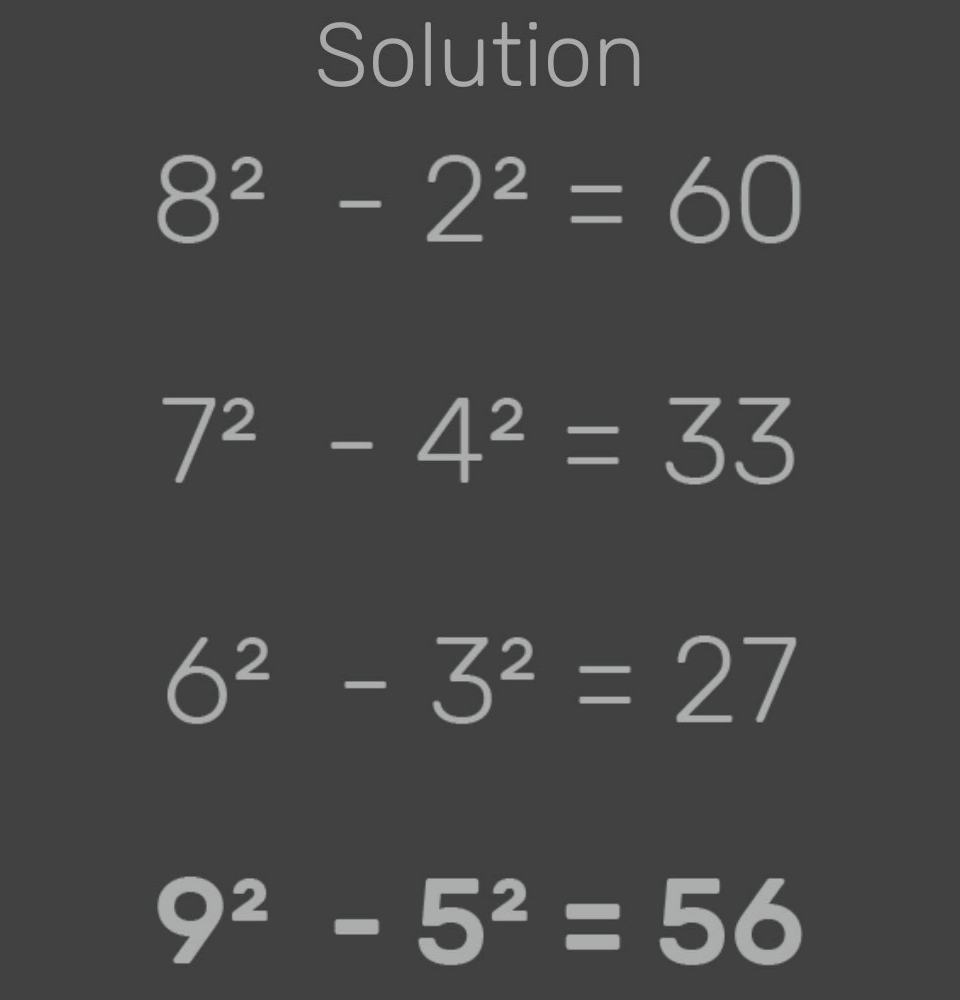 Solution
8² - 2² = 60
7² - 4² = 33
6² - 3² = 27
9² - 5² = 56